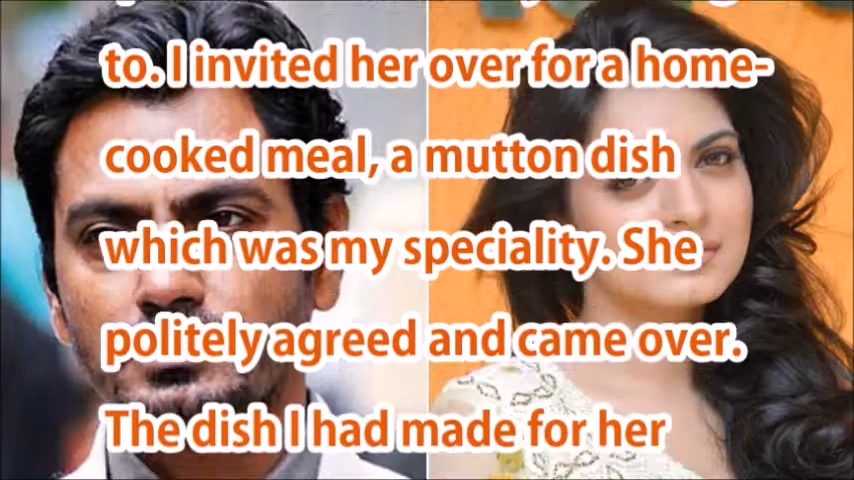 to. I invited her over for a home-
cooked meal, a mutton dish
which was my speciality. She
politely agreed and came over.
The dish I had made for her